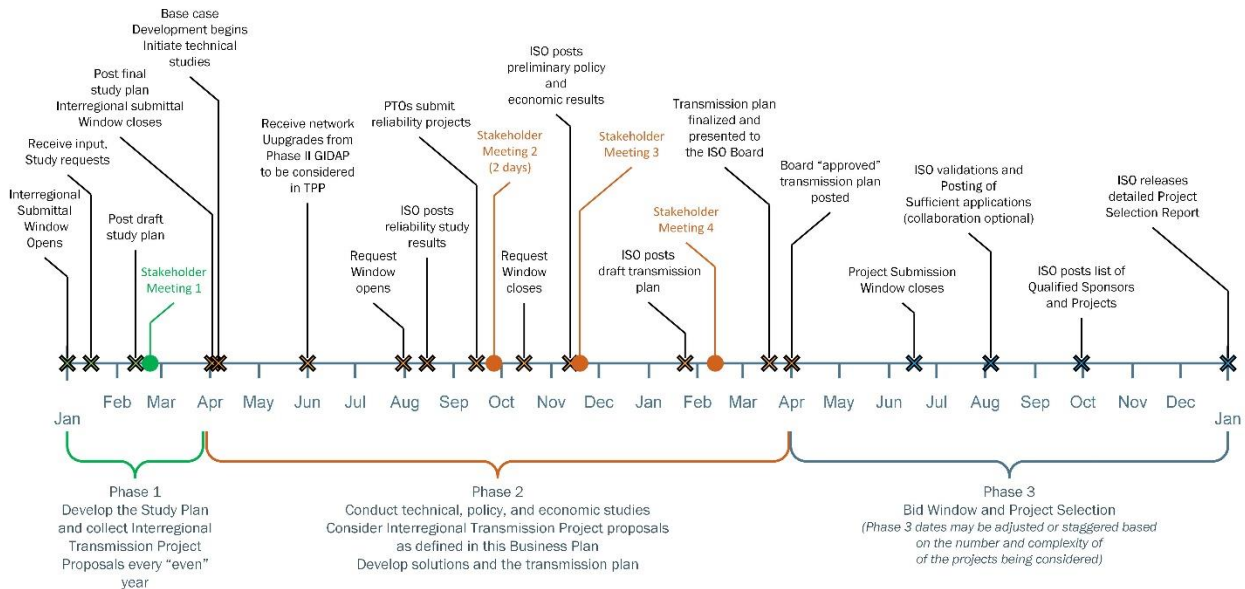 Base case
Development begins
Initiate technical
studies
Post final
study plan
Interregional submittal
Window closes
Receive input,
Study requests
Interregional
Submittal
Window
Opens
Post draft
study plan
Stakeholder
Meeting 1
Receive network
Uupgrades from
Phase II GIDAP
to be considered
in TPP
PTOs submit
reliability projects
ISO posts
reliability study
results
Request
Window
opens
Stakeholder
Meeting 2
(2 days)
Request
Window
closes
ISO posts
preliminary policy
and
economic results
Stakeholder
Meeting 3
Transmission plan
finalized and
presented to
the ISO Board
Stakeholder
Meeting 4
ISO posts
draft transmission
plan
Board “approved”
transmission plan
posted
ISO validations and
Posting of
Sufficient applications
(collaboration optional)
Project Submission
Window closes
ISO posts list of
Qualified Sponsors
and Projects
ISO releases
detailed Project
Selection Report
Jan
Feb
Mar
Apr
May
Jun
Jul
Aug
Sep
Oct
Nov
Dec
Jan
Feb
Mar
Apr
Jun
Jul
Aug
Oct
Nov
Dec
Jan
Phase 1
Develop the Study Plan
and collect Interregional
Transmission Project
Proposals every “even”
year
Phase 2
Conduct technical, policy, and economic studies
Consider Interregional Transmission Project proposals
as defined in this Business Plan
Develop solutions and the transmission plan
Phase 3
Bid Window and Project Selection
(Phase 3 dates may be adjusted or staggered based
on the number and complexity of
of the projects being considered)